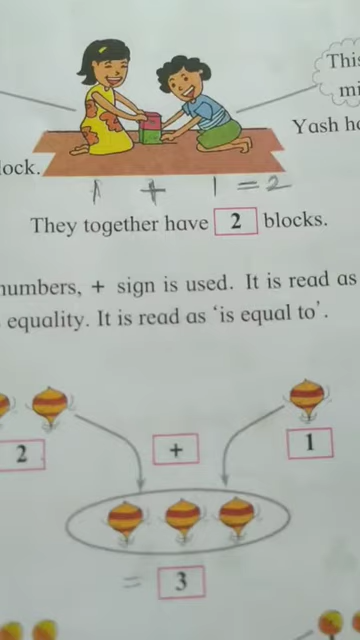 This
mi
Yash h
lock.
1 + 1 = 2
They together have 2 blocks.
numbers, + sign is used. It is read as
equality. It is read as 'is equal to'.
2 + 1
= 3